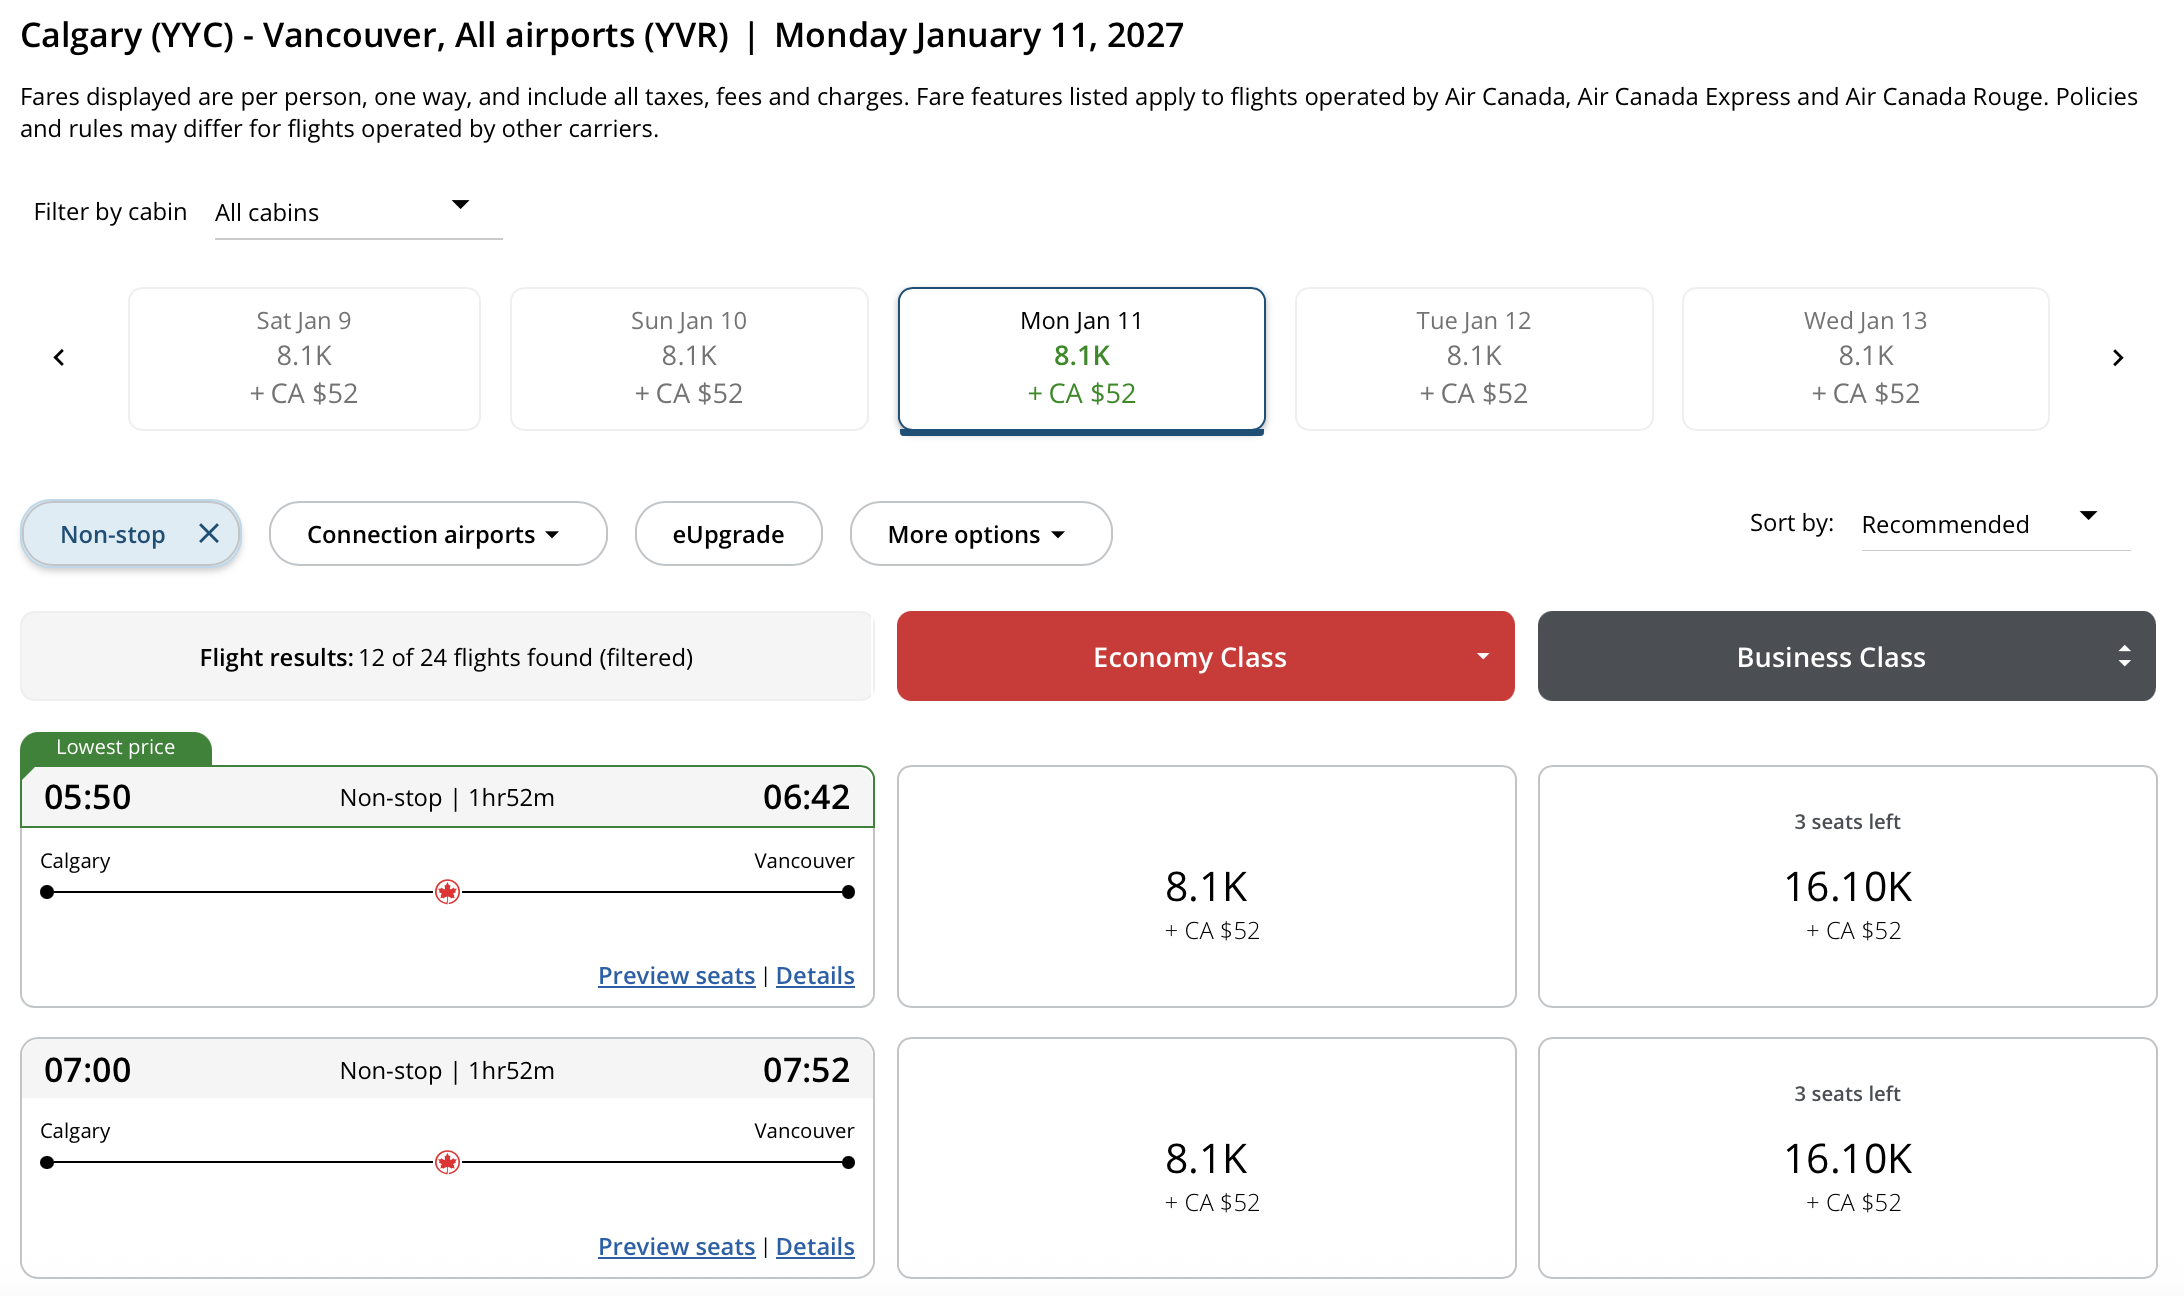 Calgary (YYC) - Vancouver, All airports (YVR) | Monday January 11, 2027
Fares displayed are per person, one way, and include all taxes, fees and charges. Fare features listed apply to flights operated by Air Canada, Air Canada Express and Air Canada Rouge. Policies
and rules may differ for flights operated by other carriers.
Filter by cabin All cabins
Sat Jan 9
8.1K
+ CA $52
Sun Jan 10
8.1K
+ CA $52
Mon Jan 11
8.1K
+ CA $52
Tue Jan 12
8.1K
+ CA $52
Wed Jan 13
8.1K
+ CA $52
Non-stop
Connection airports
eUpgrade
More options
Sort by: Recommended
Flight results: 12 of 24 flights found (filtered)
Economy Class
Business Class
Lowest price
05:50 Non-stop | 1hr52m 06:42
Calgary Vancouver
Preview seats | Details
8.1K
+ CA $52
3 seats left
16.10K
+ CA $52
07:00 Non-stop | 1hr52m 07:52
Calgary Vancouver
Preview seats | Details
8.1K
+ CA $52
3 seats left
16.10K
+ CA $52